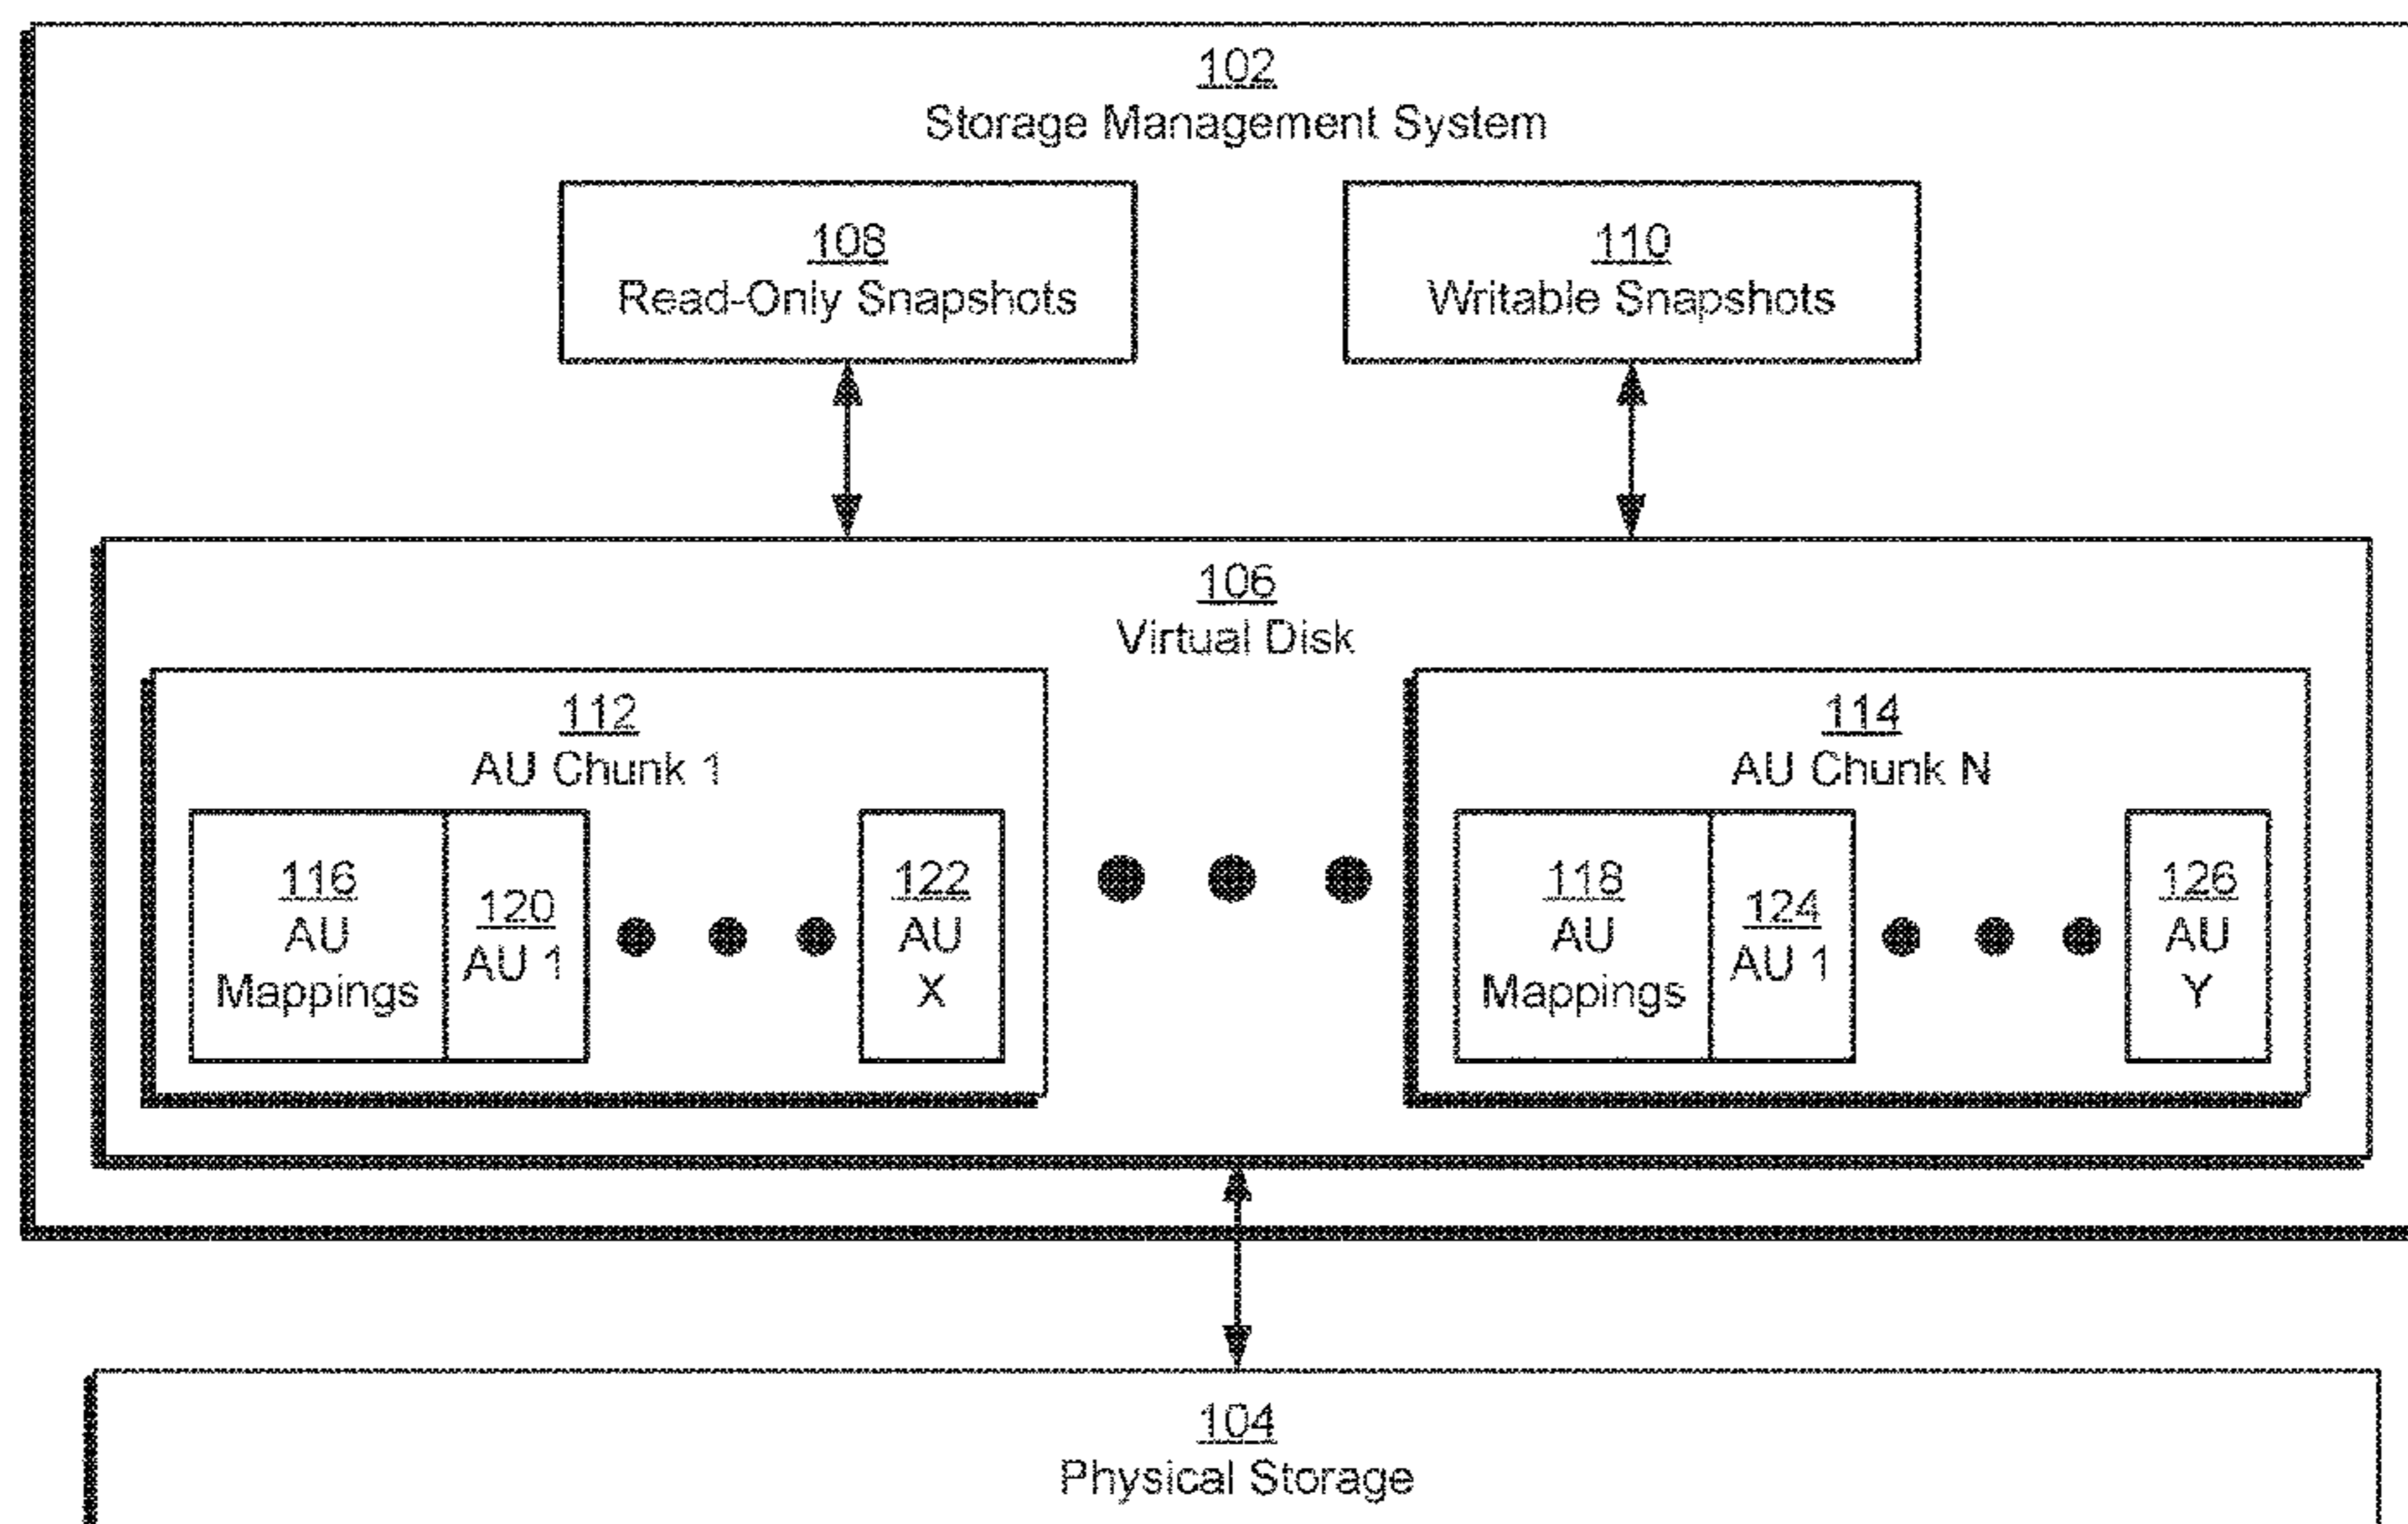 102
Storage Management System
108
Read-Only Snapshots
110
Writable Snapshots
106
Virtual Disk
112
AU Chunk 1
116
AU
Mappings
120
AU 1
122
AU
X
114
AU Chunk N
118
AU
Mappings
124
AU 1
126
AU
Y
104
Physical Storage